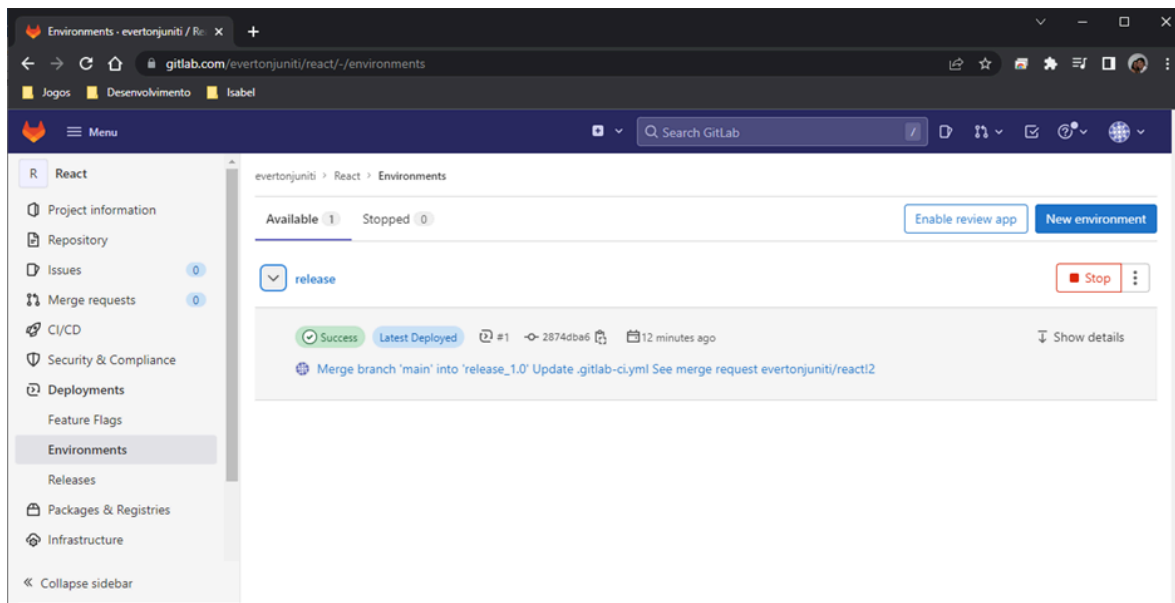 Environments · evertonjuniti / Re
gitlab.com/evertonjuniti/react/-/environments
Jogos Desenvolvimento Isabel
Menu
Search GitLab /
R React
Project information
Repository
Issues 0
Merge requests 0
CI/CD
Security & Compliance
Deployments
Feature Flags
Environments
Releases
Packages & Registries
Infrastructure
Collapse sidebar
evertonjuniti > React > Environments
Available 1 Stopped 0 Enable review app New environment
release Stop
Success Latest Deployed #1 2874dba6 12 minutes ago Show details
Merge branch 'main' into 'release_1.0' Update .gitlab-ci.yml See merge request evertonjuniti/react!2